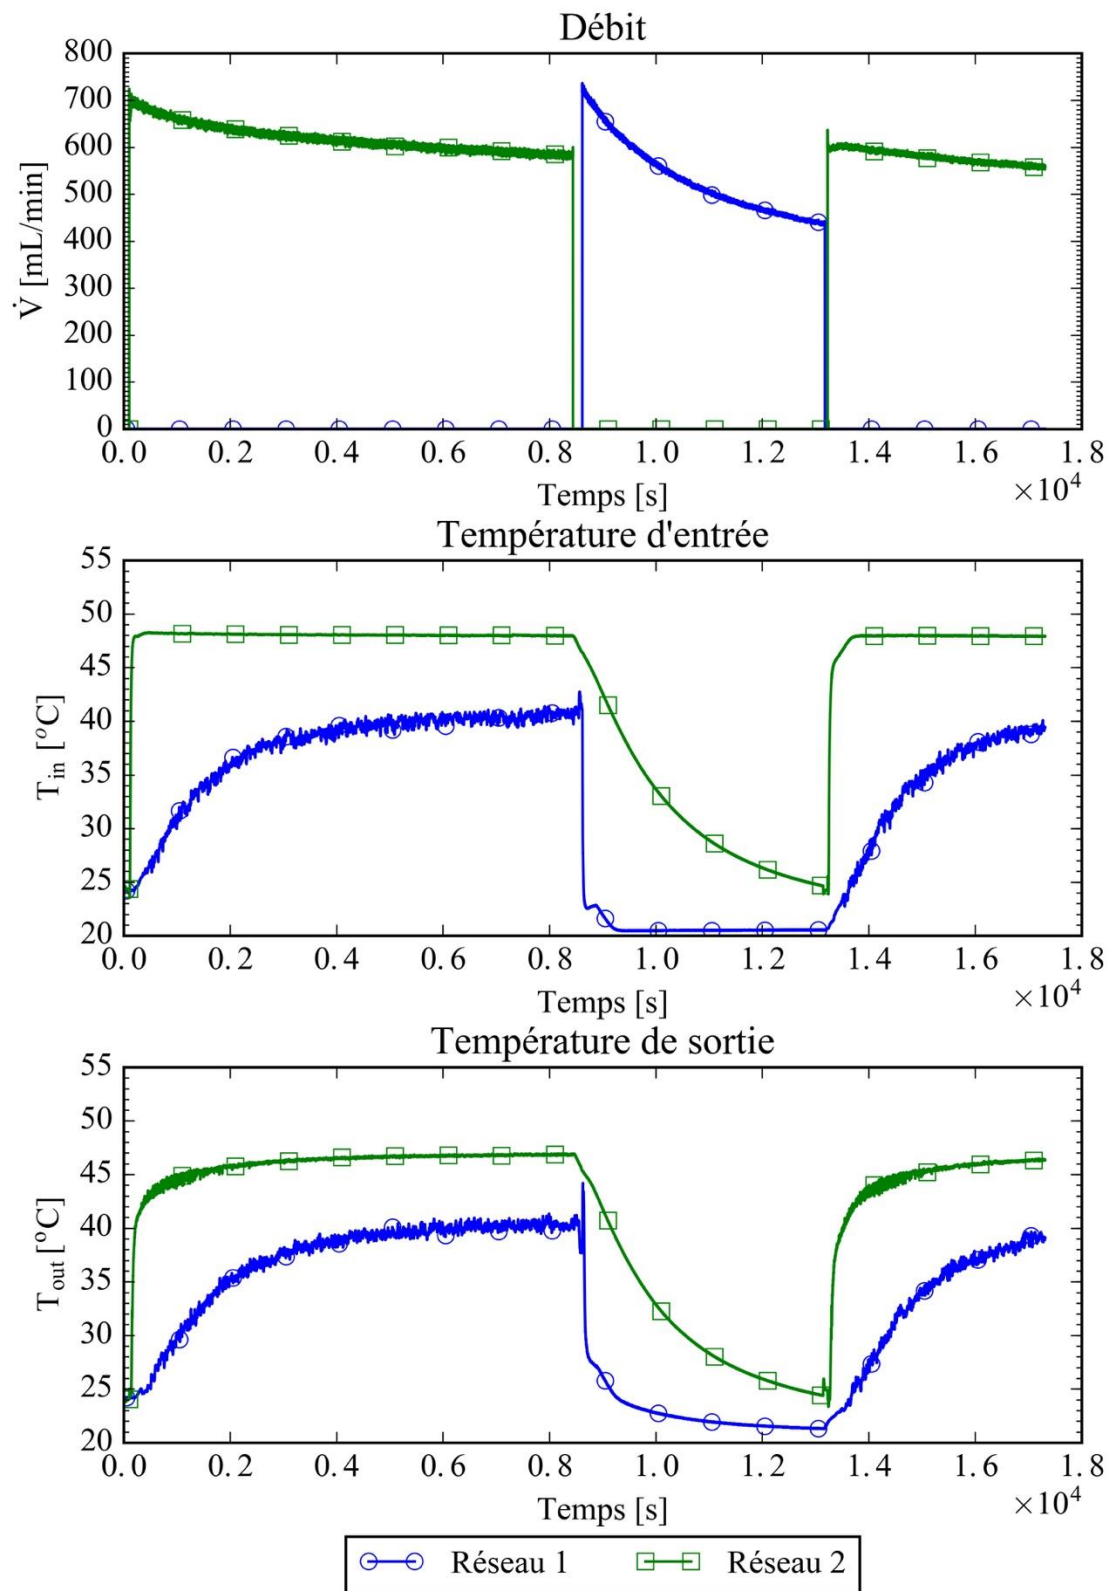 Débit
800
700
600
500
400
300
200
100
0
V̇ [mL/min]
0.0 0.2 0.4 0.6 0.8 1.0 1.2 1.4 1.6 1.8
Temps [s]
×10⁴
Température d'entrée
55
50
45
40
35
30
25
20
T_in [°C]
0.0 0.2 0.4 0.6 0.8 1.0 1.2 1.4 1.6 1.8
Temps [s]
×10⁴
Température de sortie
55
50
45
40
35
30
25
20
T_out [°C]
0.0 0.2 0.4 0.6 0.8 1.0 1.2 1.4 1.6 1.8
Temps [s]
×10⁴
Réseau 1 Réseau 2